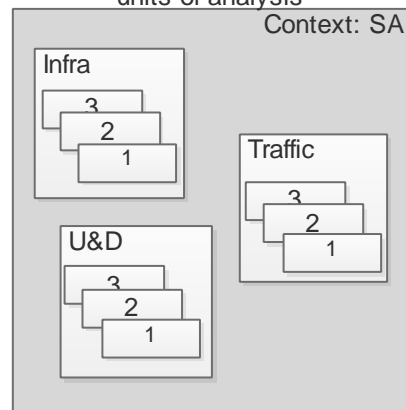 units of analysis
Context: SA
Infra
3
2
1
Traffic
3
2
1
U&D
3
2
1